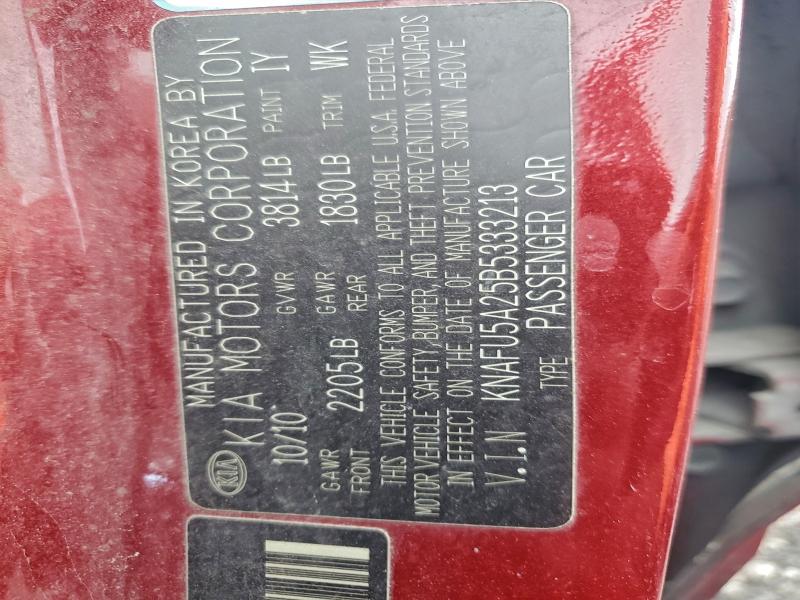 MANUFACTURED IN KOREA BY
KIA KIA MOTORS CORPORATION
10/10 GVWR 3814LB PAINT IY
GAWR FRONT 2205LB GAWR REAR 1830LB TRIM WK
THIS VEHICLE CONFORMS TO ALL APPLICABLE U.S.A. FEDERAL
MOTOR VEHICLE SAFETY, BUMPER, AND THEFT PREVENTION STANDARDS
IN EFFECT ON THE DATE OF MANUFACTURE SHOWN ABOVE
V.I.N KNAFU5A25B5333213
TYPE PASSENGER CAR